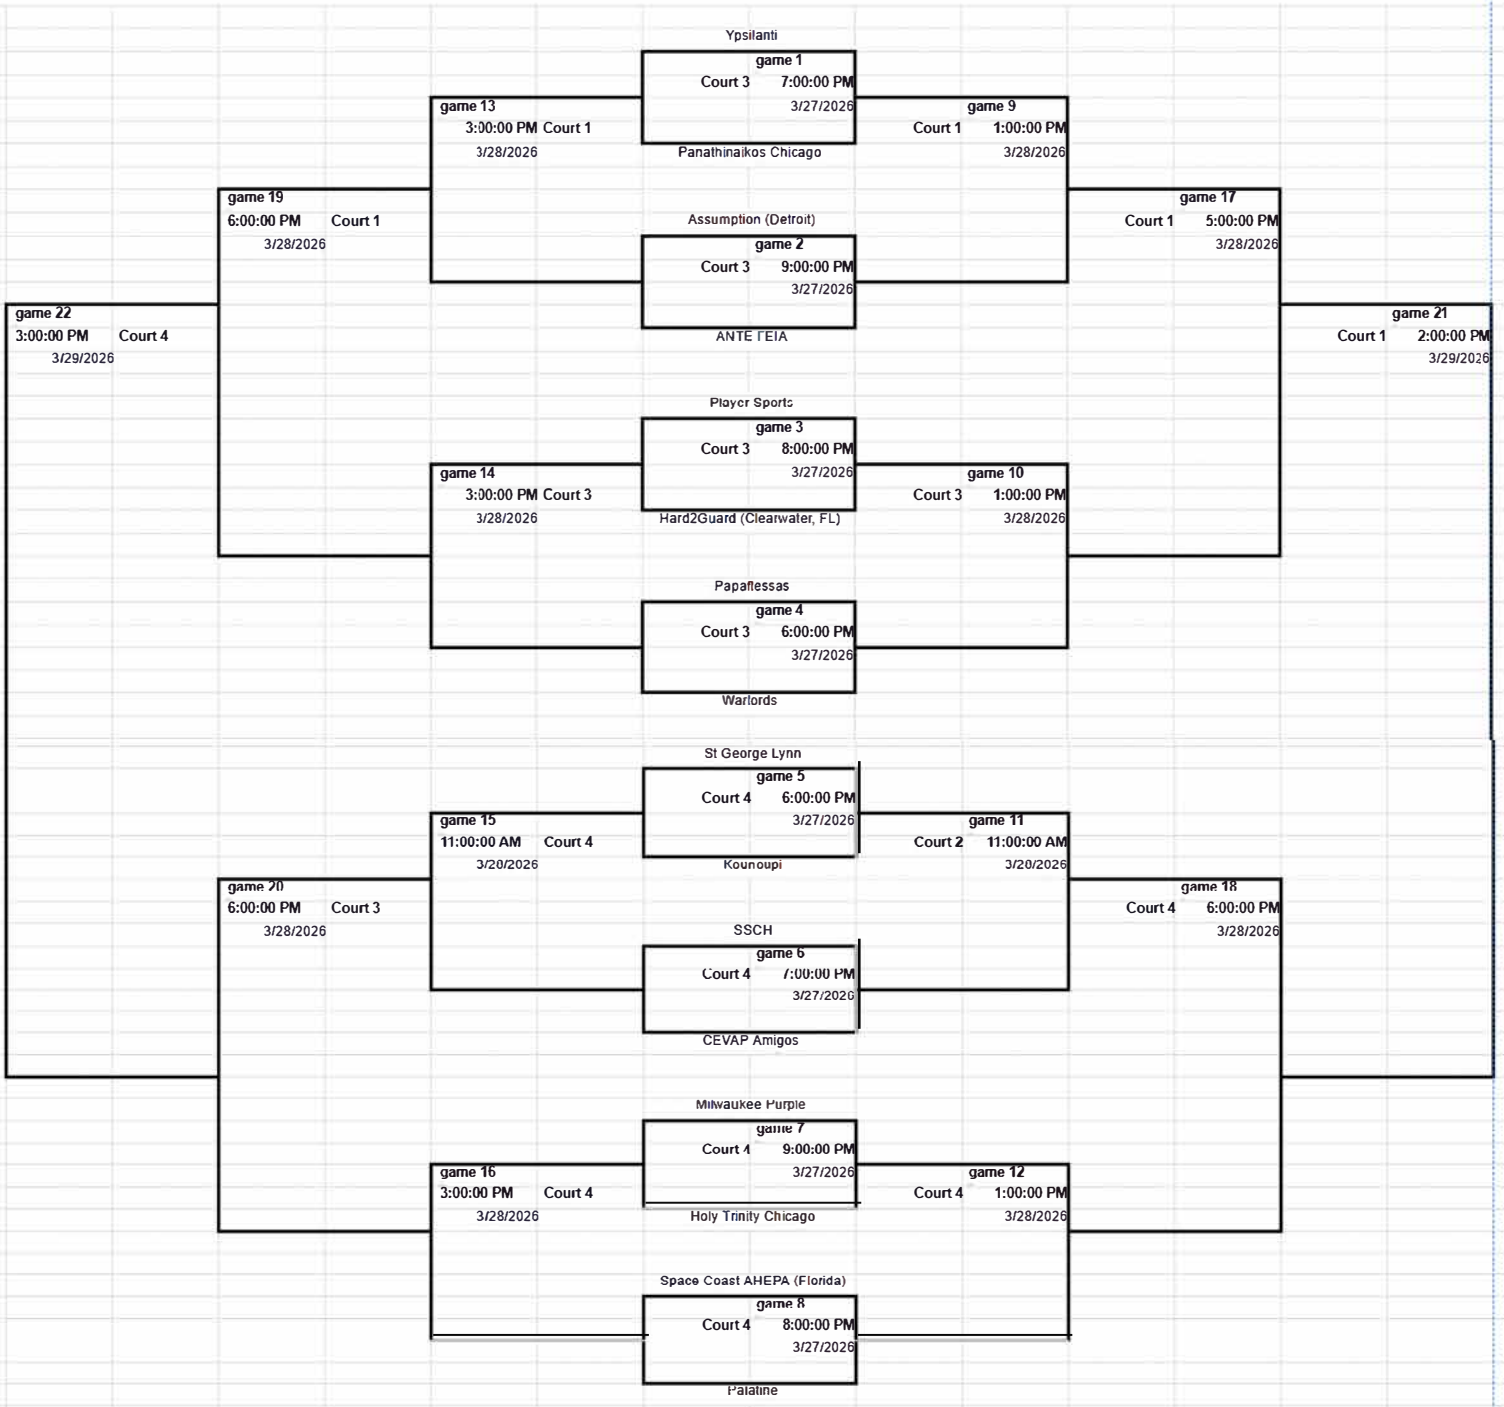 Ypsilanti
game 1
Court 3 7:00:00 PM
3/27/2026
Panathinaikos Chicago
game 13
3:00:00 PM Court 1
3/28/2026
game 9
Court 1 1:00:00 PM
3/28/2026
game 19
6:00:00 PM Court 1
3/28/2026
game 17
Court 1 5:00:00 PM
3/28/2026
Assumption (Detroit)
game 2
Court 3 9:00:00 PM
3/27/2026
ANTE ΓEIA
game 22
3:00:00 PM Court 4
3/29/2026
game 21
Court 1 2:00:00 PM
3/29/2026
Player Sports
game 3
Court 3 8:00:00 PM
3/27/2026
Hard2Guard (Clearwater, FL)
game 14
3:00:00 PM Court 3
3/28/2026
game 10
Court 3 1:00:00 PM
3/28/2026
Papaflessas
game 4
Court 3 6:00:00 PM
3/27/2026
Warlords
St George Lynn
game 5
Court 4 6:00:00 PM
3/27/2026
Kounoupi
game 15
11:00:00 AM Court 4
3/28/2026
game 11
Court 2 11:00:00 AM
3/28/2026
game 20
6:00:00 PM Court 3
3/28/2026
game 18
Court 4 6:00:00 PM
3/28/2026
SSCH
game 6
Court 4 7:00:00 PM
3/27/2026
CEVAP Amigos
Milwaukee Purple
game 7
Court 4 9:00:00 PM
3/27/2026
Holy Trinity Chicago
game 16
3:00:00 PM Court 4
3/28/2026
game 12
Court 4 1:00:00 PM
3/28/2026
Space Coast AHEPA (Florida)
game 8
Court 4 8:00:00 PM
3/27/2026
Palatine